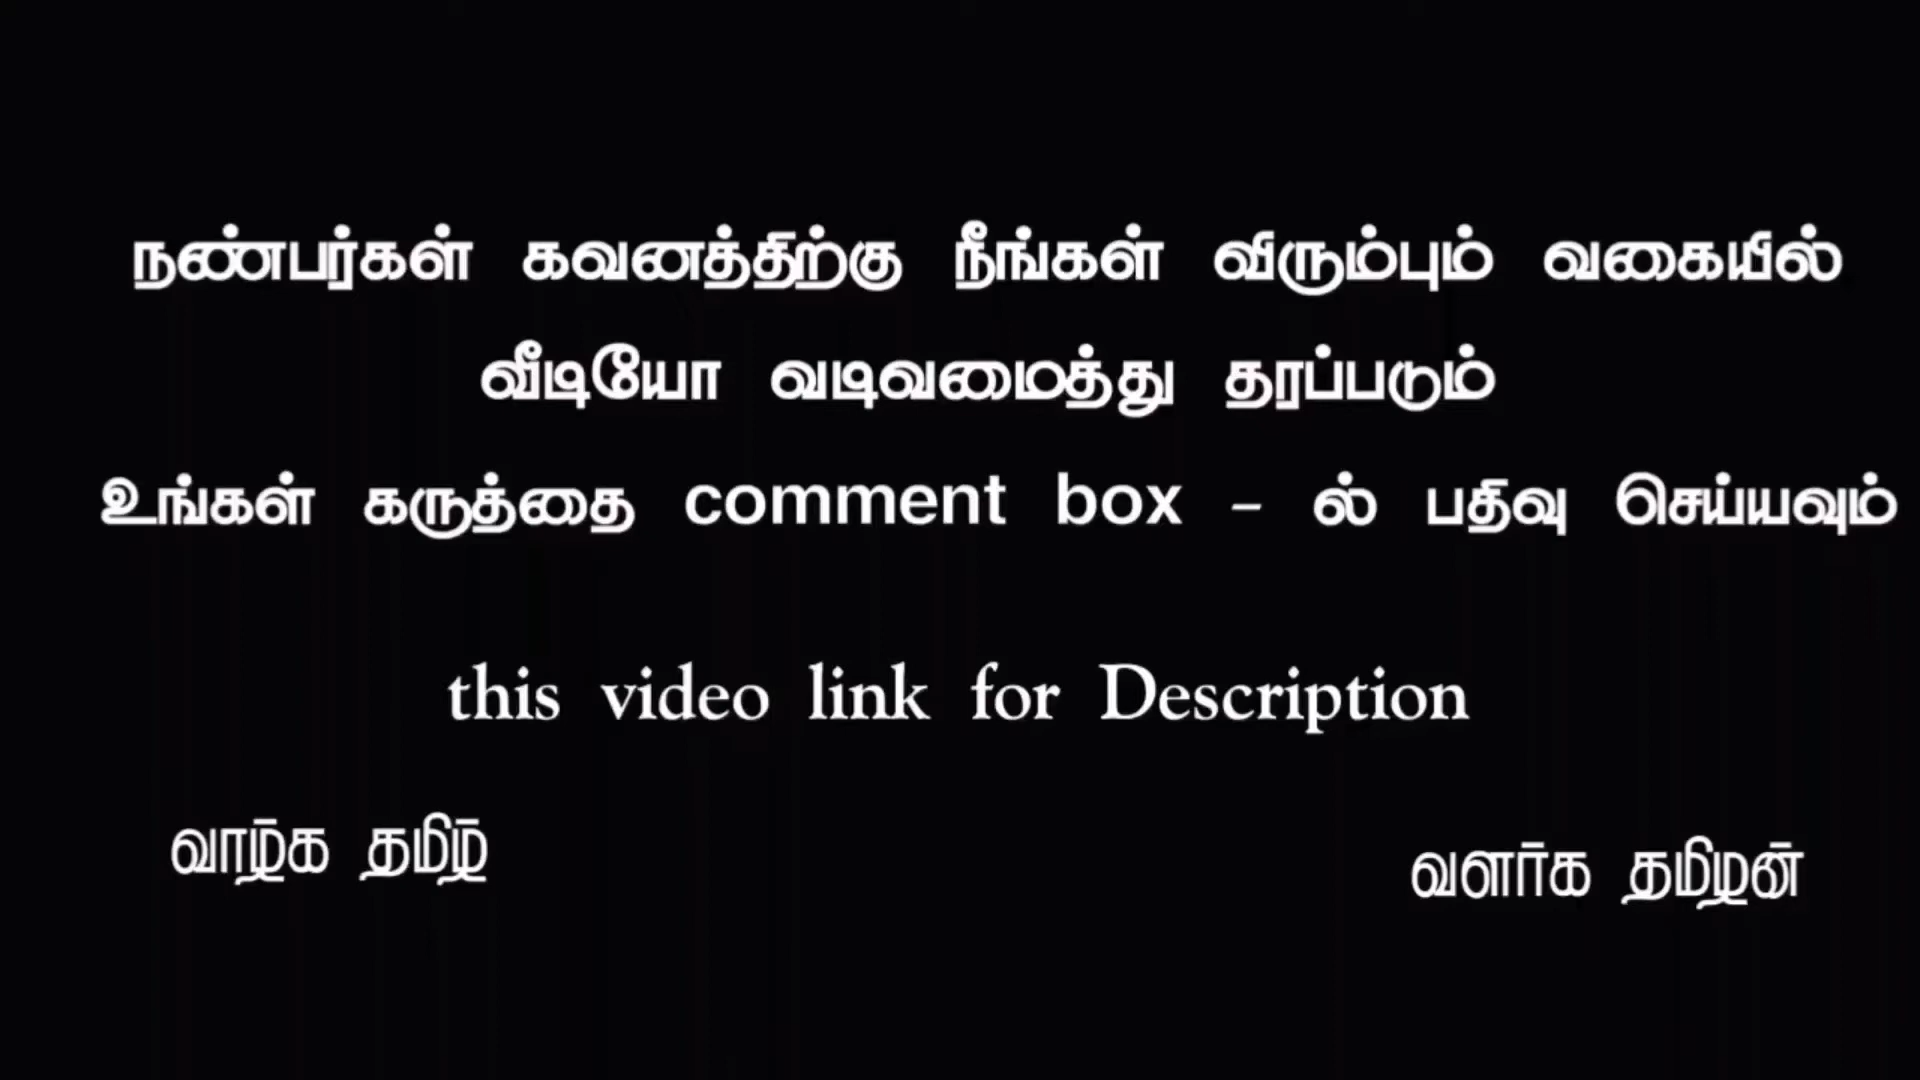 நண்பர்கள் கவனத்திற்கு நீங்கள் விரும்பும் வகையில்
வீடியோ வடிவமைத்து தரப்படும்
உங்கள் கருத்தை comment box - ல் பதிவு செய்யவும்
this video link for Description
வாழ்க தமிழ்
வளர்க தமிழன்